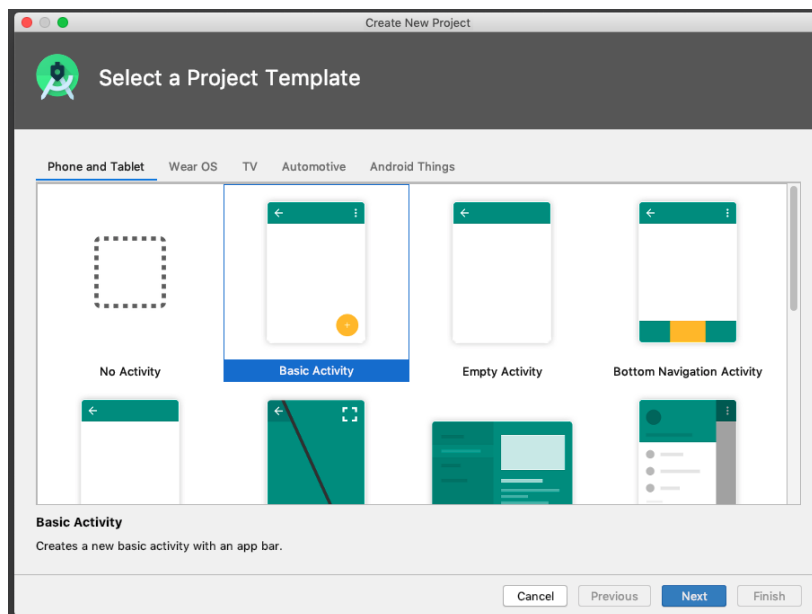 Create New Project
Select a Project Template
Phone and Tablet Wear OS TV Automotive Android Things
No Activity Basic Activity Empty Activity Bottom Navigation Activity
Basic Activity
Creates a new basic activity with an app bar.
Cancel Previous Next Finish